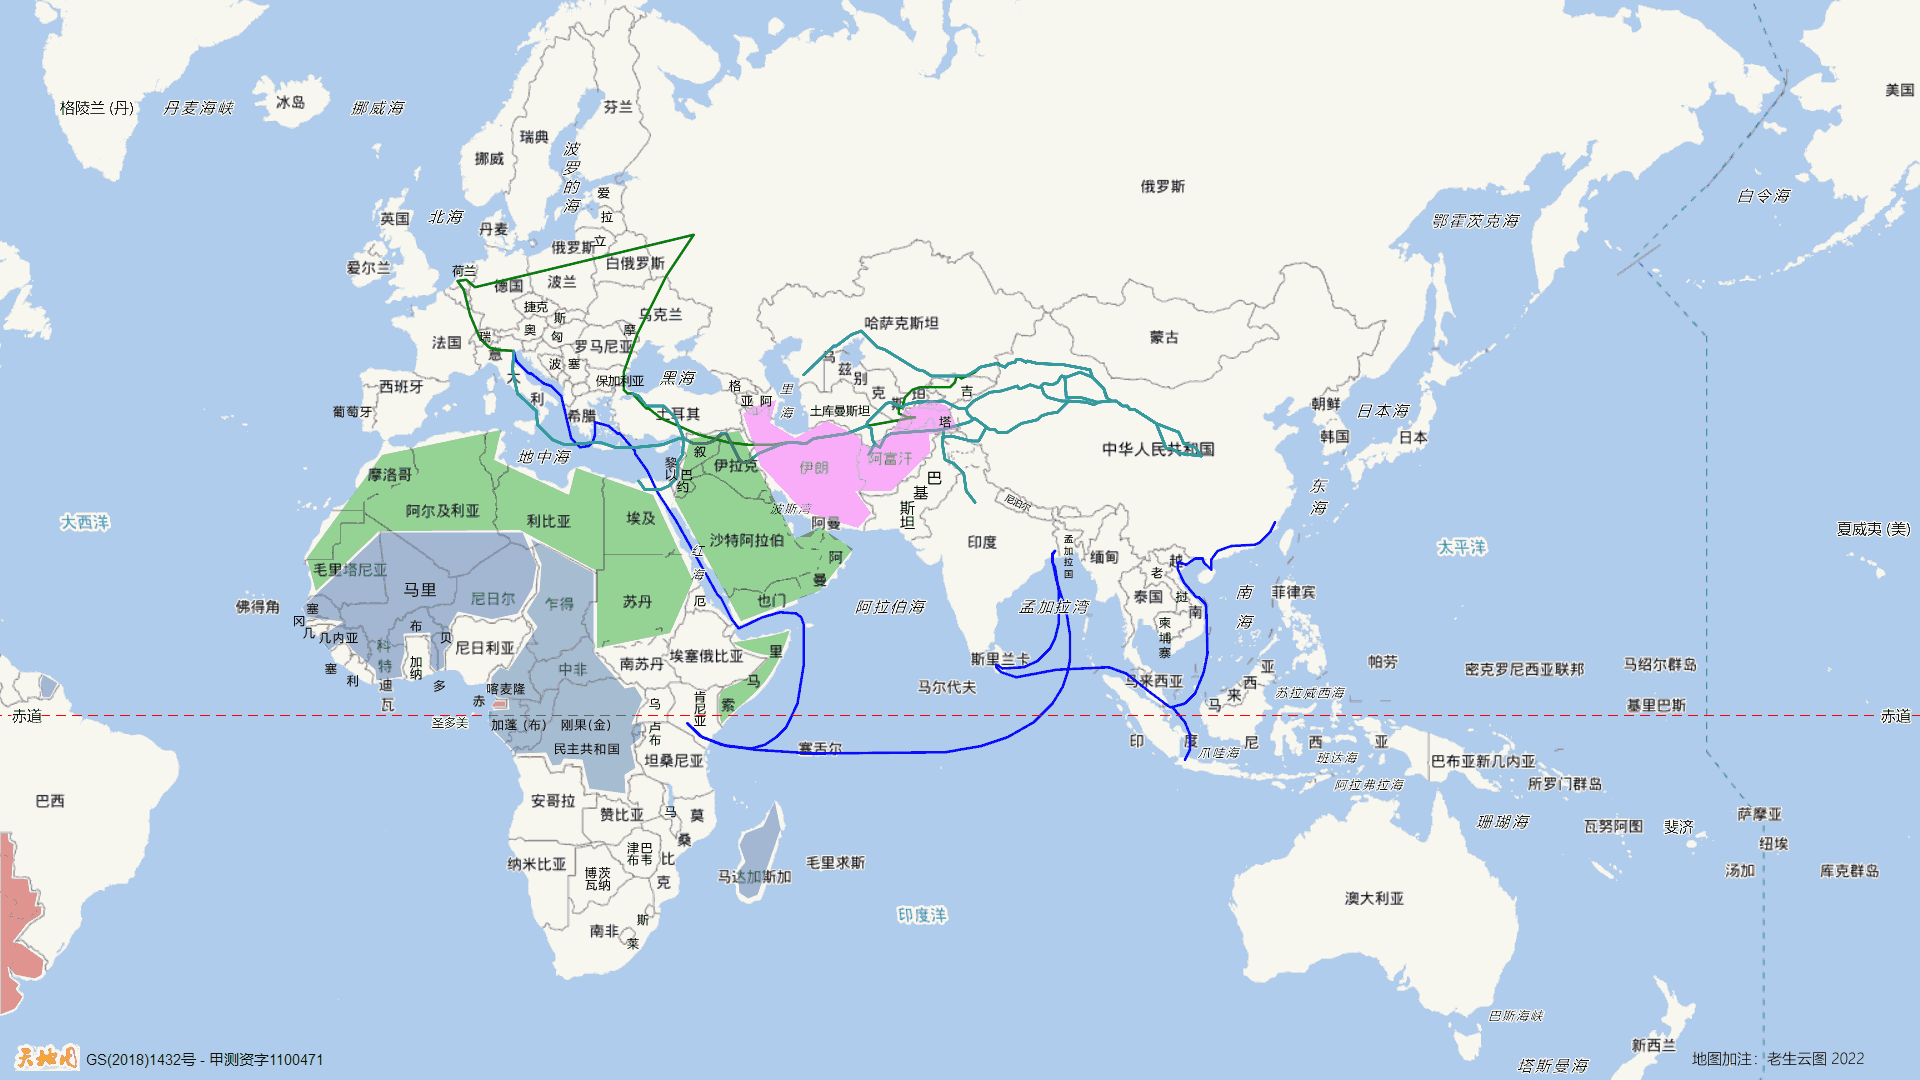 格陵兰 (丹)
丹麦海峡
冰岛
挪威海
芬兰
瑞典
挪威
波罗的海
爱
拉
立
英国
北海
丹麦
俄罗斯
白俄罗斯
爱尔兰
荷兰
德国
波兰
捷克
斯
奥
匈
摩
乌克兰
法国
瑞
意
大
利
罗马尼亚
波
塞
保加利亚
黑海
西班牙
葡萄牙
希腊
土耳其
格
亚
阿
里海
地中海
俄罗斯
鄂霍茨克海
白令海
美国
哈萨克斯坦
蒙古
乌
兹
别
克
斯
坦
吉
土库曼斯坦
塔
朝鲜
日本海
韩国
日本
中华人民共和国
东海
摩洛哥
阿尔及利亚
利比亚
埃及
黎
以
巴
约
叙
伊拉克
伊朗
阿富汗
巴
基
斯
坦
波斯湾
阿曼
尼泊尔
沙特阿拉伯
红海
阿
曼
也门
印度
孟加拉国
缅甸
老
挝
越
南
泰国
柬埔寨
南海
菲律宾
大西洋
太平洋
夏威夷 (美)
毛里塔尼亚
马里
尼日尔
乍得
苏丹
厄
佛得角
塞
冈
几
几内亚
塞
利
科特迪瓦
布
加纳
贝
多
尼日利亚
中非
南苏丹
埃塞俄比亚
里
马
索
阿拉伯海
孟加拉湾
斯里兰卡
马尔代夫
马来西亚
马
来
西
亚
苏拉威西海
帕劳
密克罗尼西亚联邦
马绍尔群岛
基里巴斯
赤道
圣多美
赤
喀麦隆
加蓬 (布)
刚果(金)
民主共和国
乌
卢
布
肯尼亚
坦桑尼亚
塞舌尔
印
度
尼
西
亚
爪哇海
班达海
阿拉弗拉海
巴布亚新几内亚
所罗门群岛
赤道
巴西
安哥拉
赞比亚
马
莫
桑
比
克
津
巴
布
韦
纳米比亚
博茨
瓦纳
斯
南非
莱
马达加斯加
毛里求斯
印度洋
澳大利亚
珊瑚海
瓦努阿图
斐济
萨摩亚
纽埃
汤加
库克群岛
巴斯海峡
塔斯曼海
新西兰
天地图
GS(2018)1432号 - 甲测资字1100471
地图加注：老生云图 2022